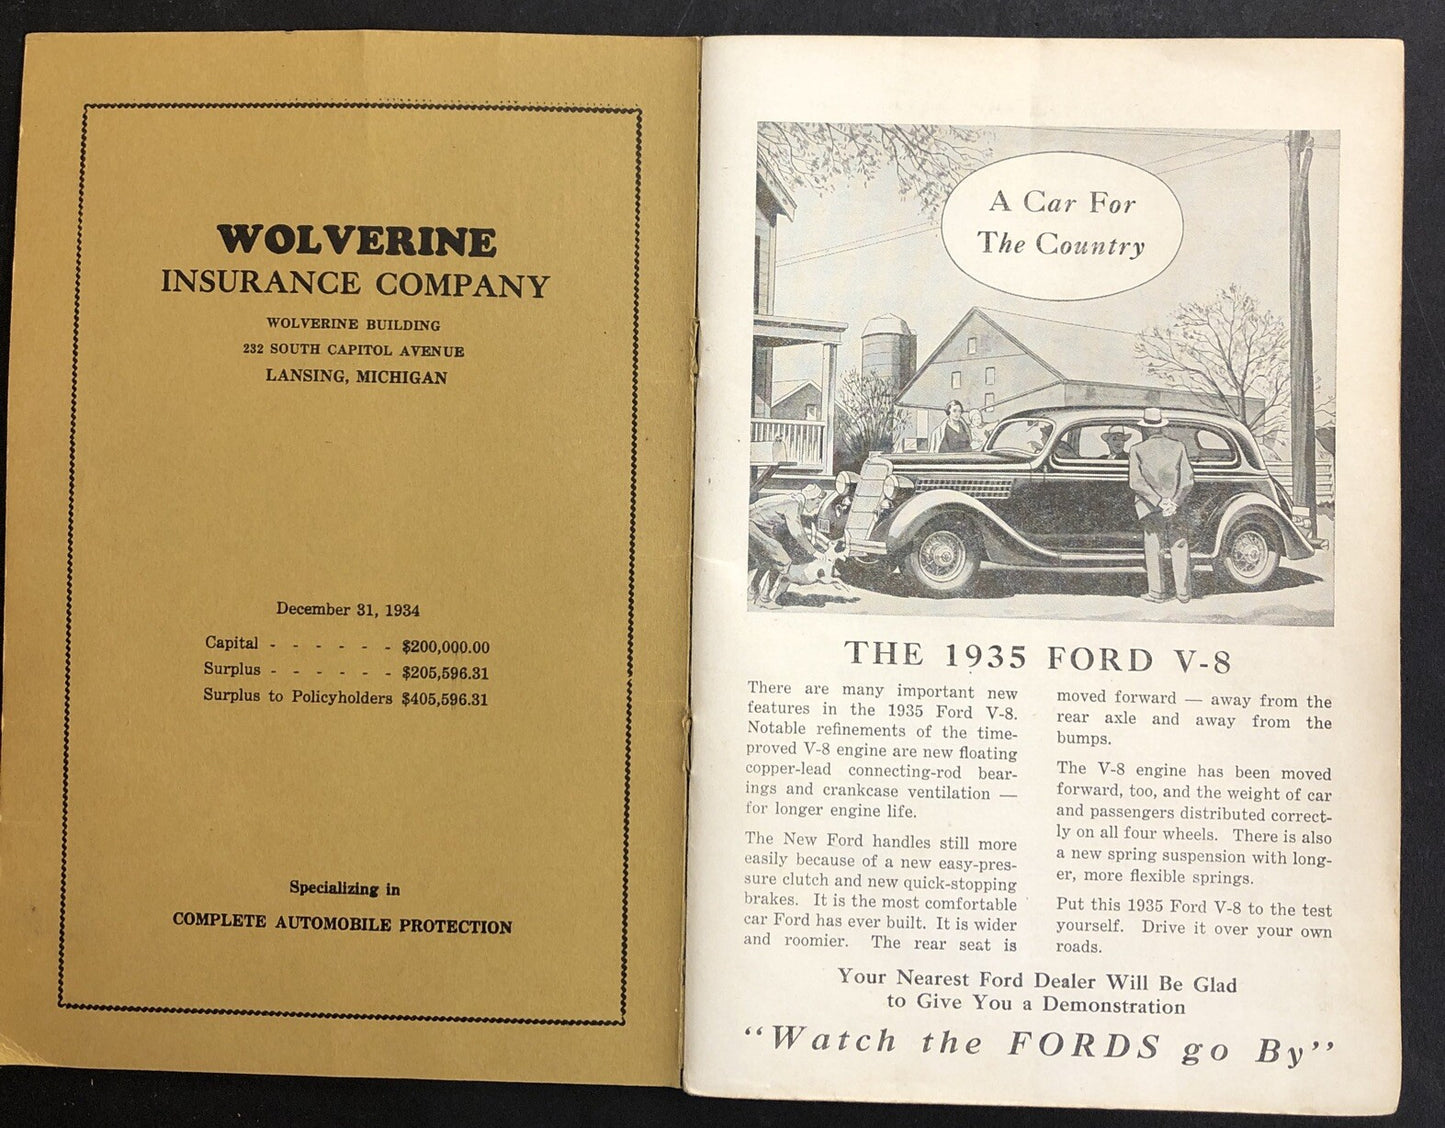 WOLVERINE
INSURANCE COMPANY
WOLVERINE BUILDING
232 SOUTH CAPITOL AVENUE
LANSING, MICHIGAN
December 31, 1934
Capital - - - - - - $200,000.00
Surplus - - - - - - $205,596.31
Surplus to Policyholders $405,596.31
Specializing in
COMPLETE AUTOMOBILE PROTECTION
A Car For
The Country
THE 1935 FORD V-8
There are many important new
features in the 1935 Ford V-8.
Notable refinements of the time-
proved V-8 engine are new floating
copper-lead connecting-rod bear-
ings and crankcase ventilation —
for longer engine life.
The New Ford handles still more
easily because of a new easy-pres-
sure clutch and new quick-stopping
brakes. It is the most comfortable
car Ford has ever built. It is wider
and roomier. The rear seat is
moved forward — away from the
rear axle and away from the
bumps.
The V-8 engine has been moved
forward, too, and the weight of car
and passengers distributed correct-
ly on all four wheels. There is also
a new spring suspension with long-
er, more flexible springs.
Put this 1935 Ford V-8 to the test
yourself. Drive it over your own
roads.
Your Nearest Ford Dealer Will Be Glad
to Give You a Demonstration
"Watch the FORDS go By"